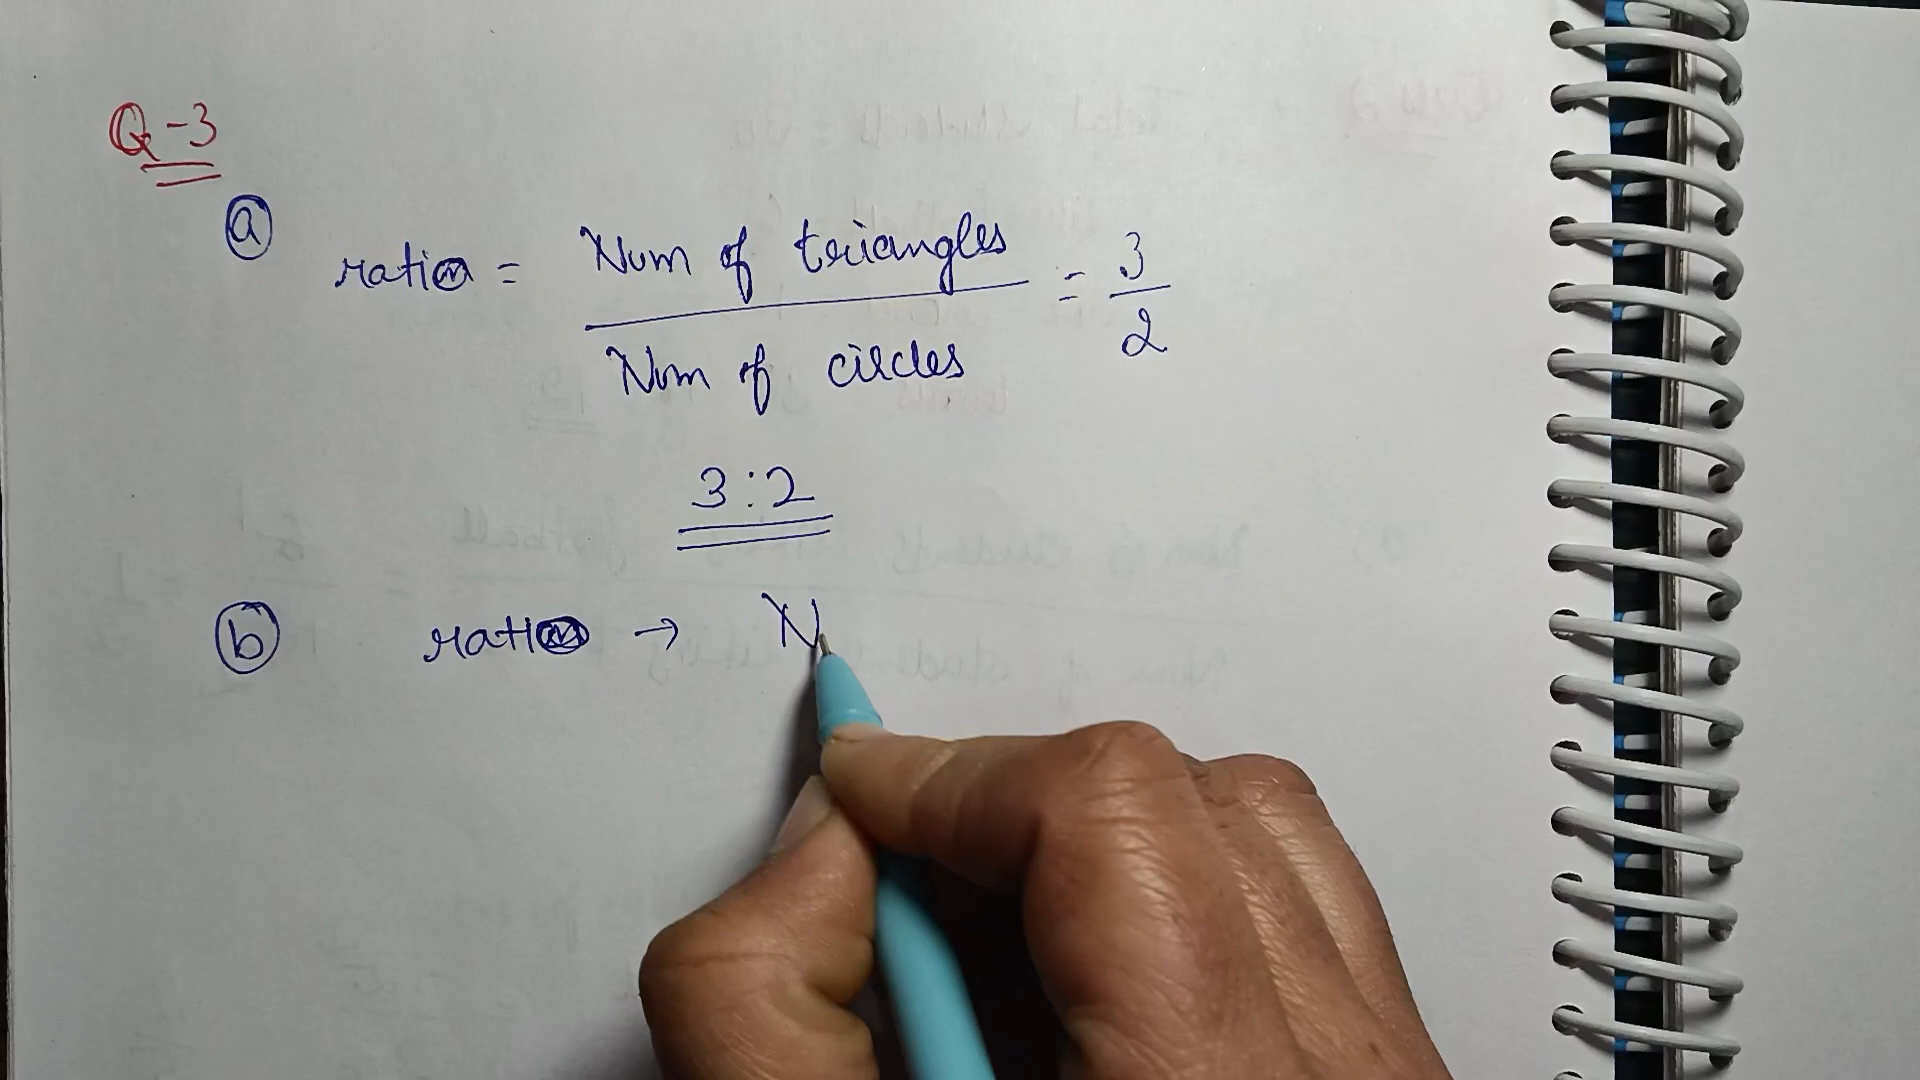 Q-3
a ratio = Num of triangles / Num of circles = 3/2
3:2
b ratio → N